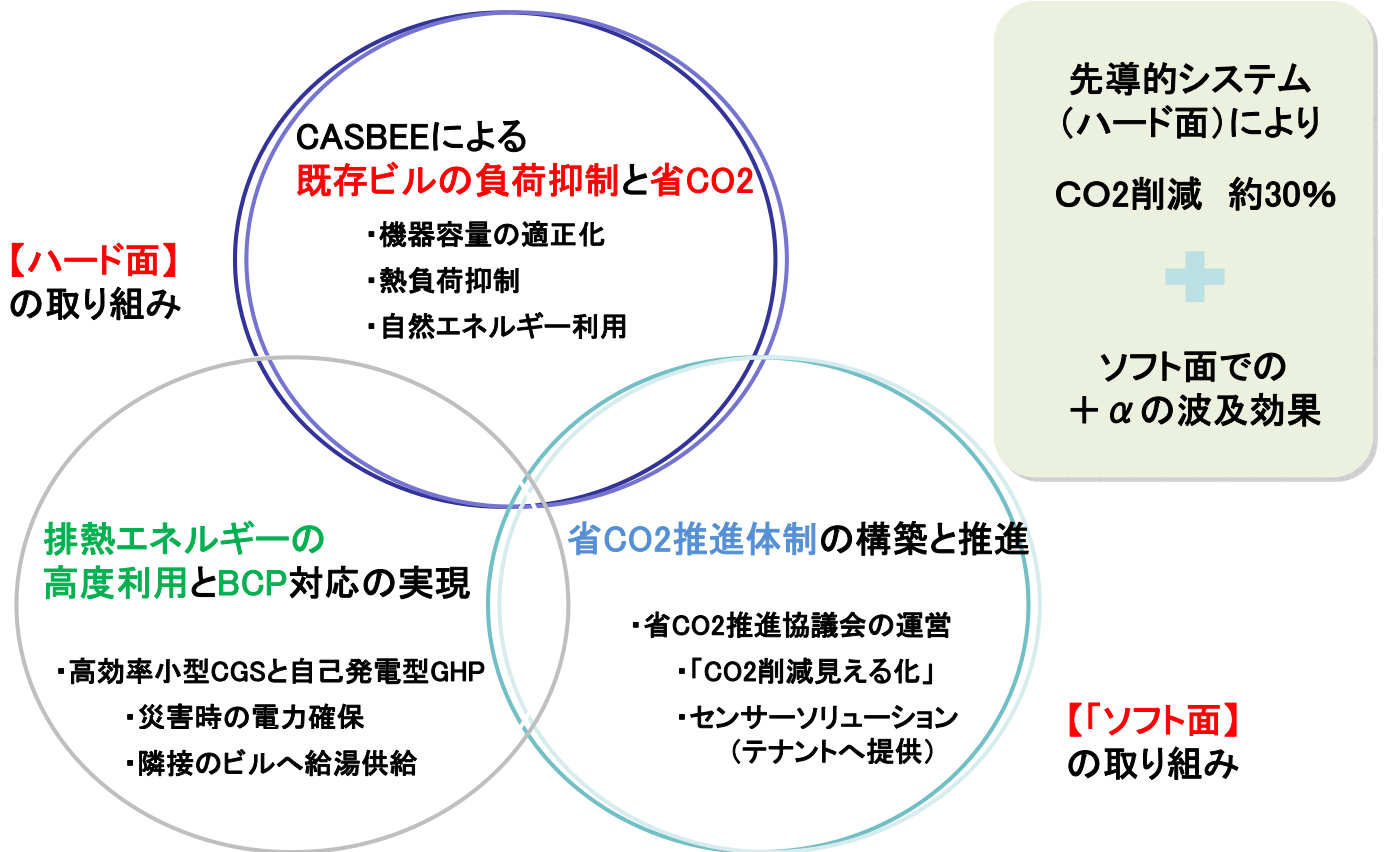 CASBEEによる
既存ビルの負荷抑制と省CO2
・機器容量の適正化
・熱負荷抑制
・自然エネルギー利用
【ハード面】
の取り組み
先導的システム
（ハード面）により
CO2削減　約30%
ソフト面での
＋αの波及効果
排熱エネルギーの
高度利用とBCP対応の実現
・高効率小型CGSと自己発電型GHP
・災害時の電力確保
・隣接のビルへ給湯供給
省CO2推進体制の構築と推進
・省CO2推進協議会の運営
・「CO2削減見える化」
・センサーソリューション
（テナントへ提供）
【「ソフト面】
の取り組み